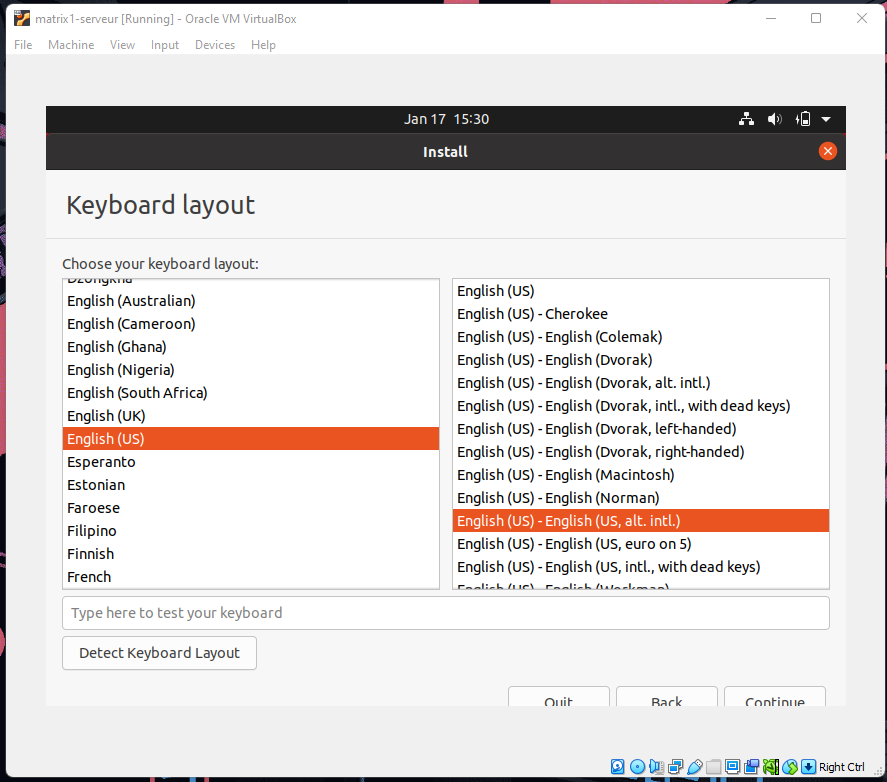 matrix1-serveur [Running] - Oracle VM VirtualBox
File Machine View Input Devices Help
Jan 17 15:30
Install
Keyboard layout
Choose your keyboard layout:
Dzongkha
English (Australian)
English (Cameroon)
English (Ghana)
English (Nigeria)
English (South Africa)
English (UK)
English (US)
Esperanto
Estonian
Faroese
Filipino
Finnish
French
English (US)
English (US) - Cherokee
English (US) - English (Colemak)
English (US) - English (Dvorak)
English (US) - English (Dvorak, alt. intl.)
English (US) - English (Dvorak, intl., with dead keys)
English (US) - English (Dvorak, left-handed)
English (US) - English (Dvorak, right-handed)
English (US) - English (Macintosh)
English (US) - English (Norman)
English (US) - English (US, alt. intl.)
English (US) - English (US, euro on 5)
English (US) - English (US, intl., with dead keys)
English (US) - English (Workman)
Type here to test your keyboard
Detect Keyboard Layout
Quit Back Continue
Right Ctrl